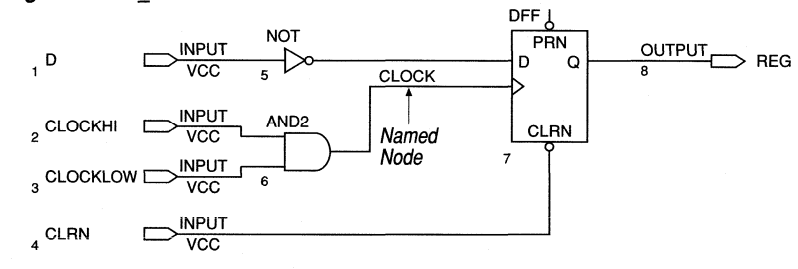 DFF
NOT
PRN
1 D INPUT VCC 5 D Q OUTPUT 8 REG
CLOCK
2 CLOCKHI INPUT VCC AND2
Named
Node
CLRN
3 CLOCKLOW INPUT VCC 6 7
4 CLRN INPUT VCC